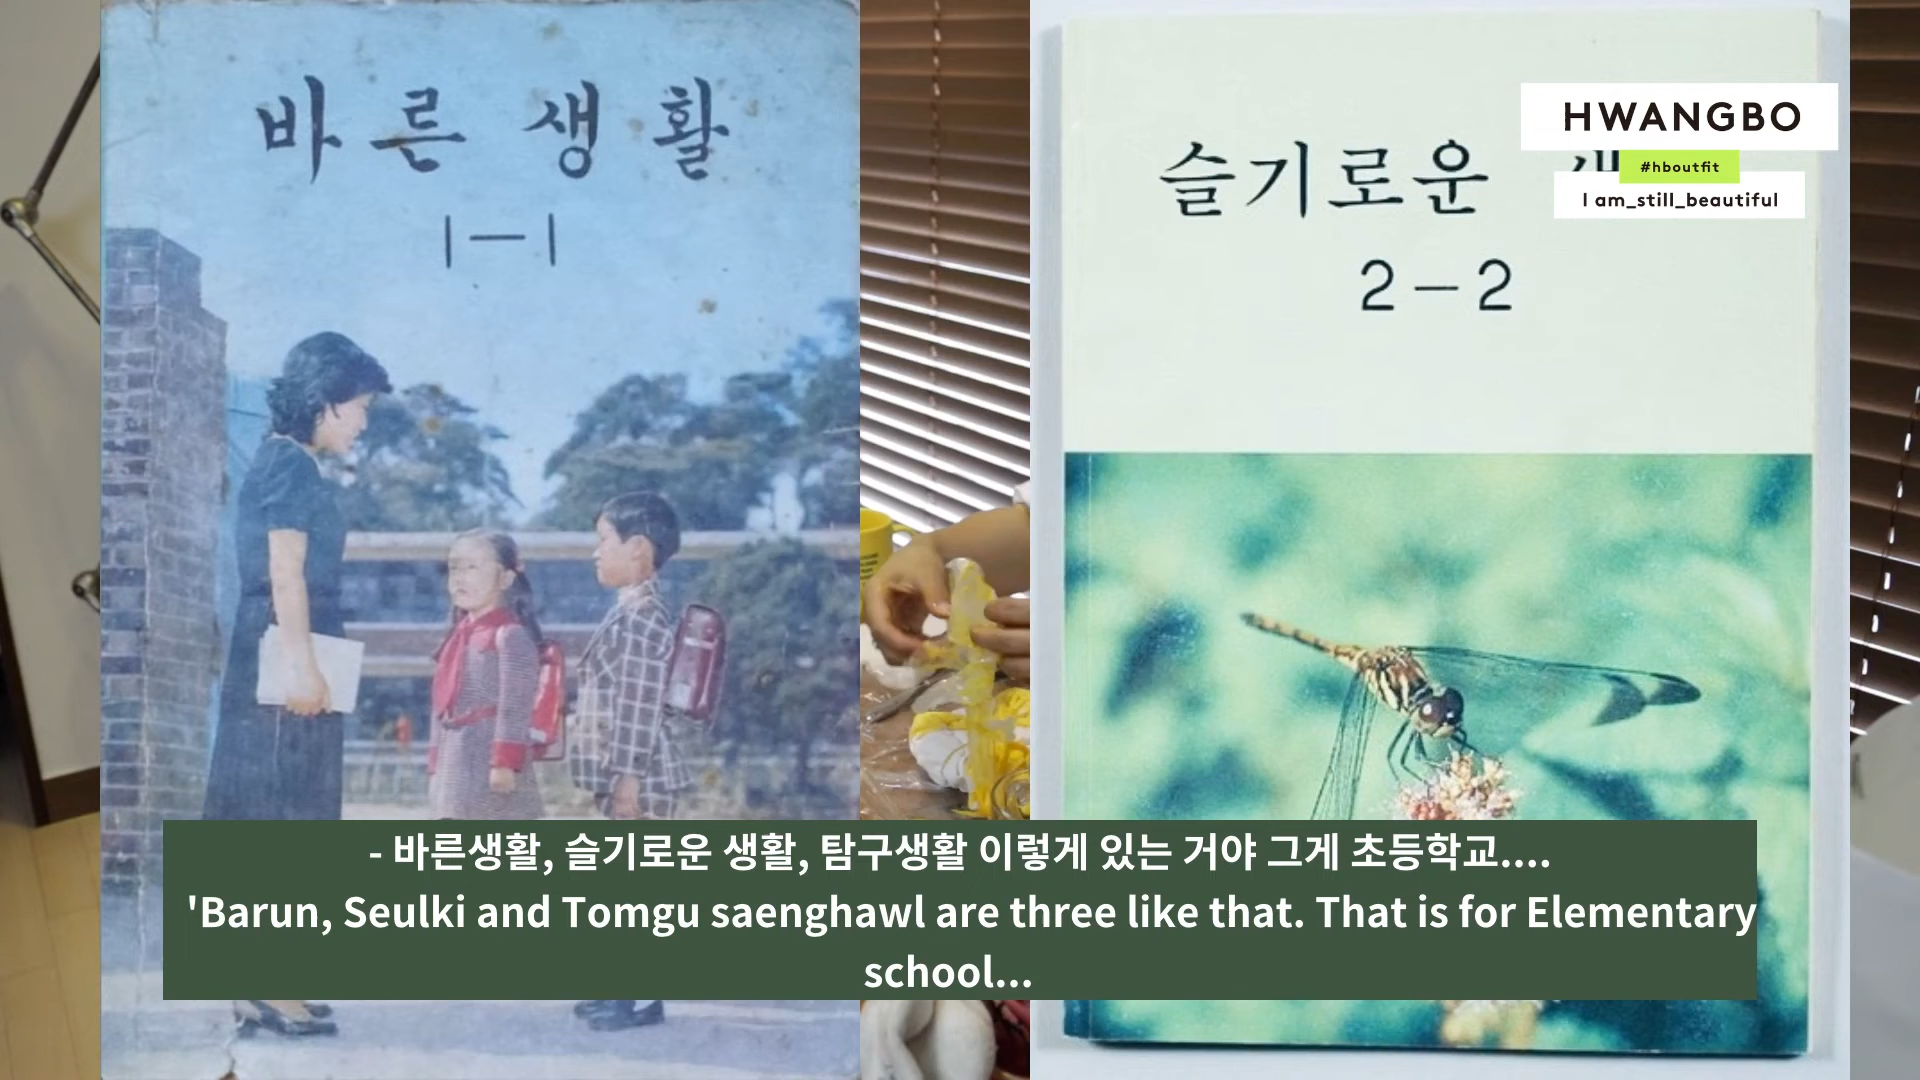 바른 생활
1-1
슬기로운
2-2
HWANGBO
#hboutfit
I am_still_beautiful
- 바른생활, 슬기로운 생활, 탐구생활 이렇게 있는 거야 그게 초등학교....
'Barun, Seulki and Tomgu saenghawl are three like that. That is for Elementary
school...